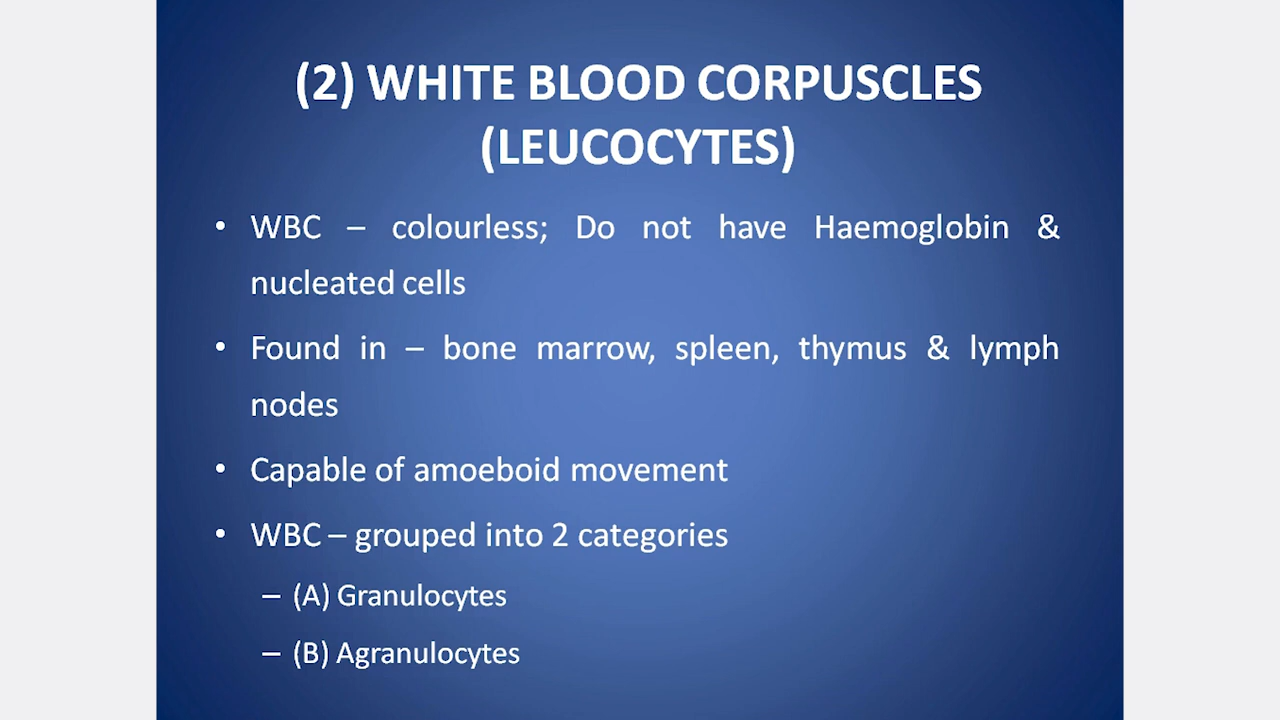 (2) WHITE BLOOD CORPUSCLES
(LEUCOCYTES)
• WBC – colourless; Do not have Haemoglobin &
nucleated cells
• Found in – bone marrow, spleen, thymus & lymph
nodes
• Capable of amoeboid movement
• WBC – grouped into 2 categories
– (A) Granulocytes
– (B) Agranulocytes